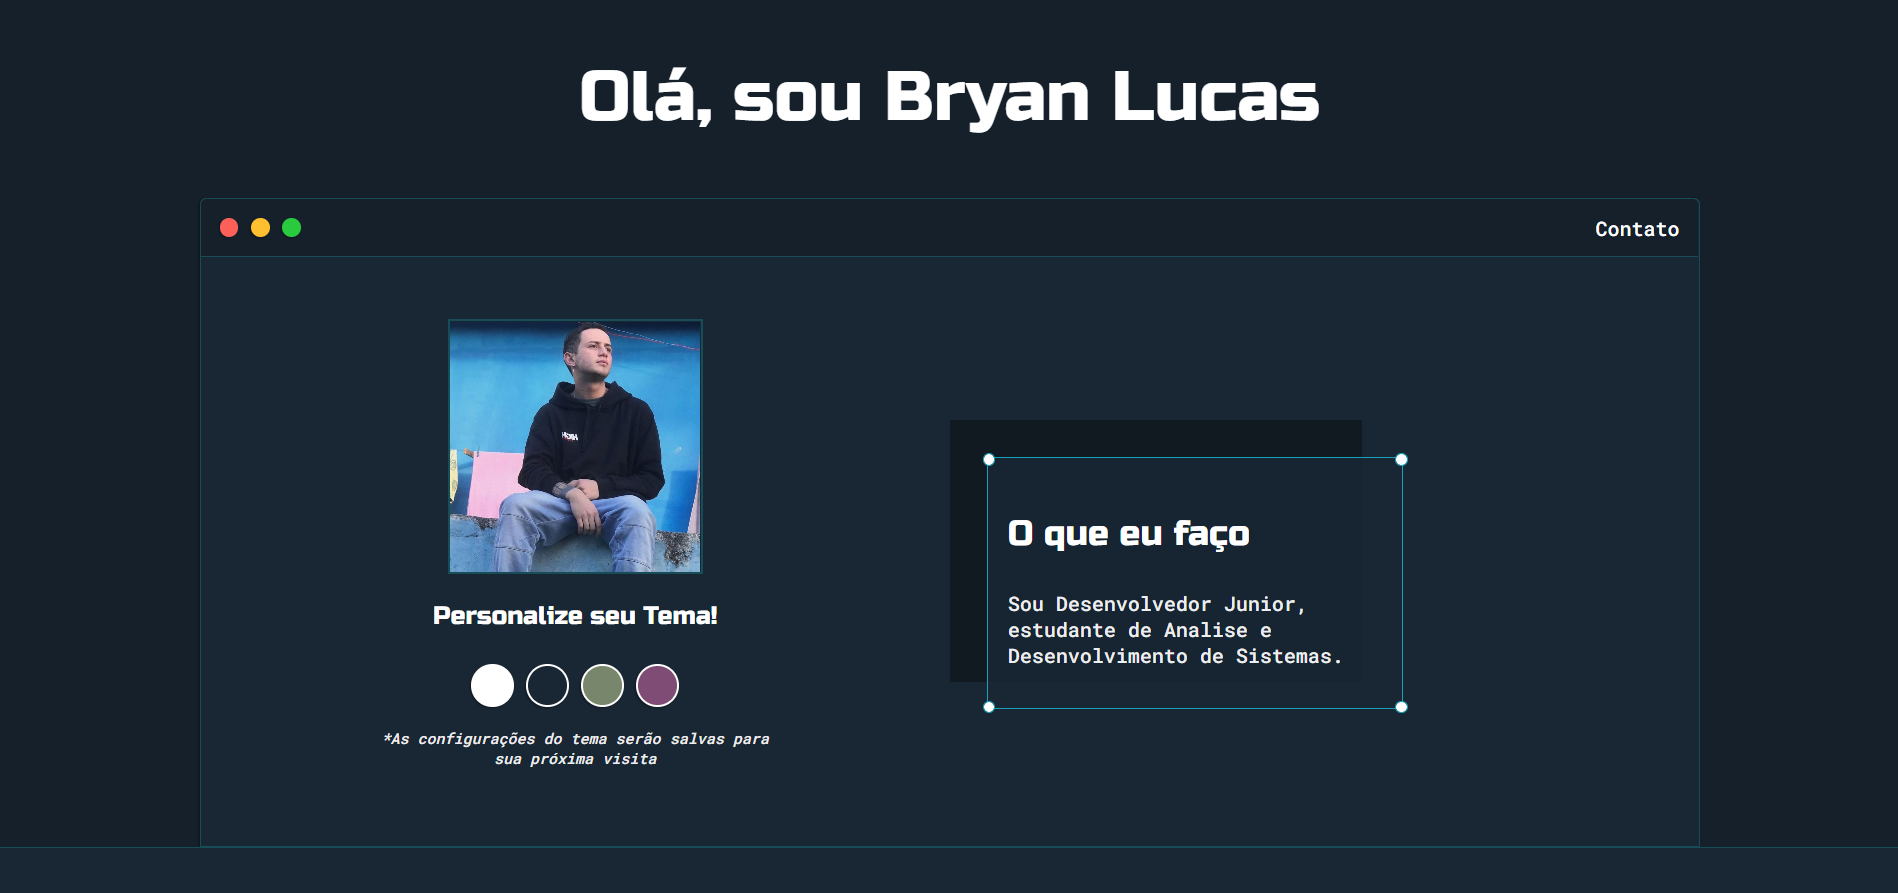 Olá, sou Bryan Lucas
Contato
Personalize seu Tema!
*As configurações do tema serão salvas para
sua próxima visita
O que eu faço
Sou Desenvolvedor Junior,
estudante de Analise e
Desenvolvimento de Sistemas.